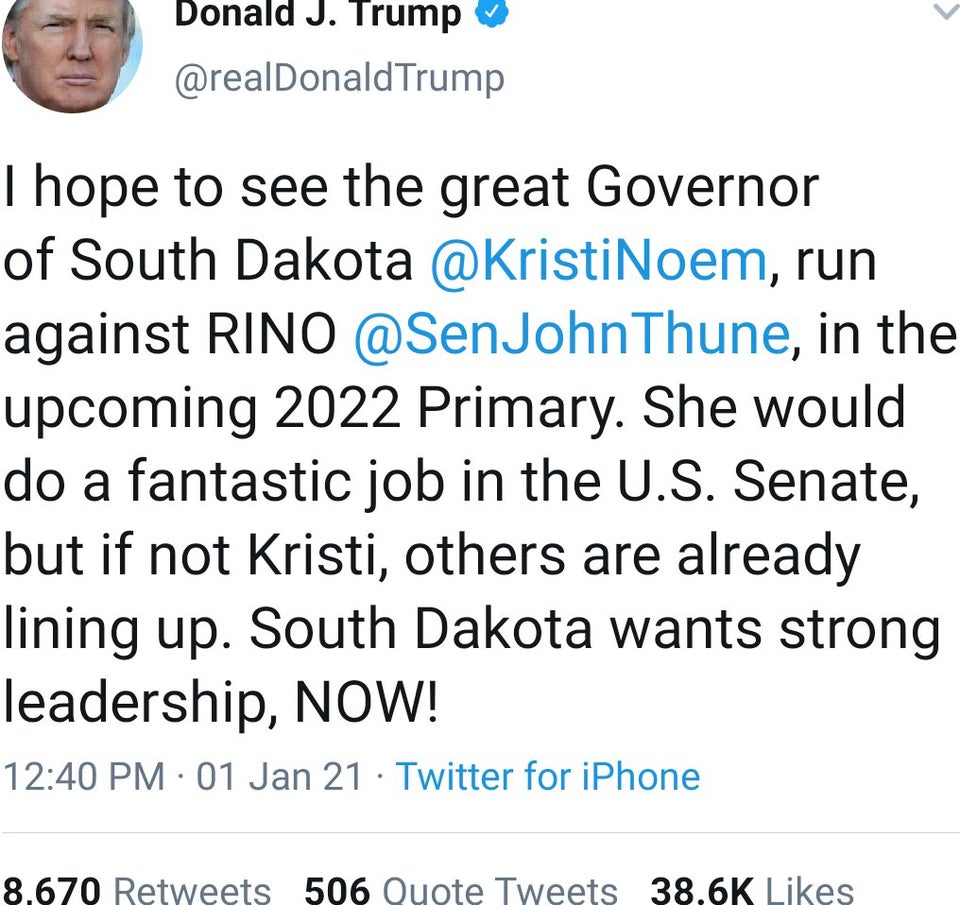 Donald J. Trump
@realDonaldTrump
I hope to see the great Governor
of South Dakota @KristiNoem, run
against RINO @SenJohnThune, in the
upcoming 2022 Primary. She would
do a fantastic job in the U.S. Senate,
but if not Kristi, others are already
lining up. South Dakota wants strong
leadership, NOW!
12:40 PM · 01 Jan 21 · Twitter for iPhone
8,670 Retweets 506 Quote Tweets 38.6K Likes